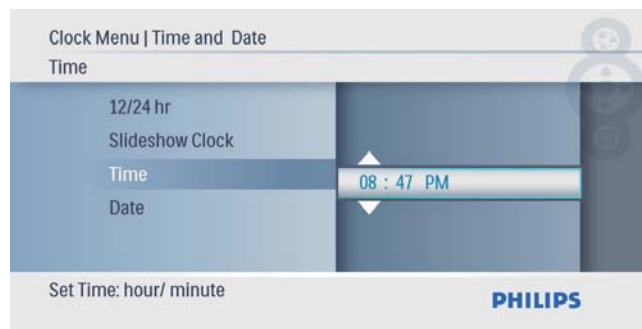 Clock Menu | Time and Date
Time
12/24 hr
Slideshow Clock
Time
08 : 47 PM
Date
Set Time: hour/ minute
PHILIPS